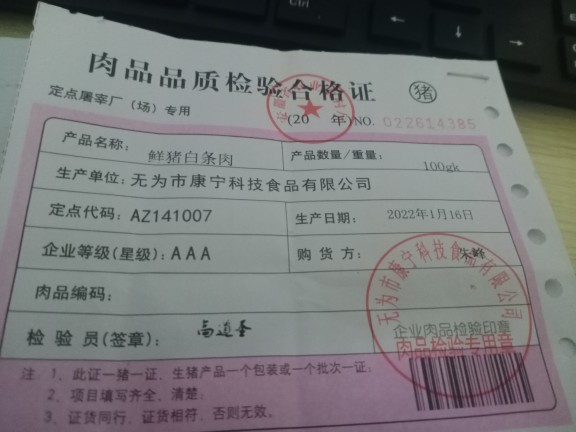 肉品品质检验合格证 猪
定点屠宰厂（场）专用 (20 年) NO. 022614385
产品名称: 鲜猪白条肉 产品数量/重量: 100gk
生产单位: 无为市康宁科技食品有限公司
定点代码: AZ141007 生产日期: 2022年1月16日
企业等级(星级): AAA 购货方: 朱峰
肉品编码:
检验员(签章):
无为市康宁科技食品有限公司
企业肉品检验印章
肉品检验专用章
注: 1、此证一猪一证，生猪产品一个包装或一个批次一证。
2、项目填写齐全、清楚。
3、证货同行，证货相符，否则无效。